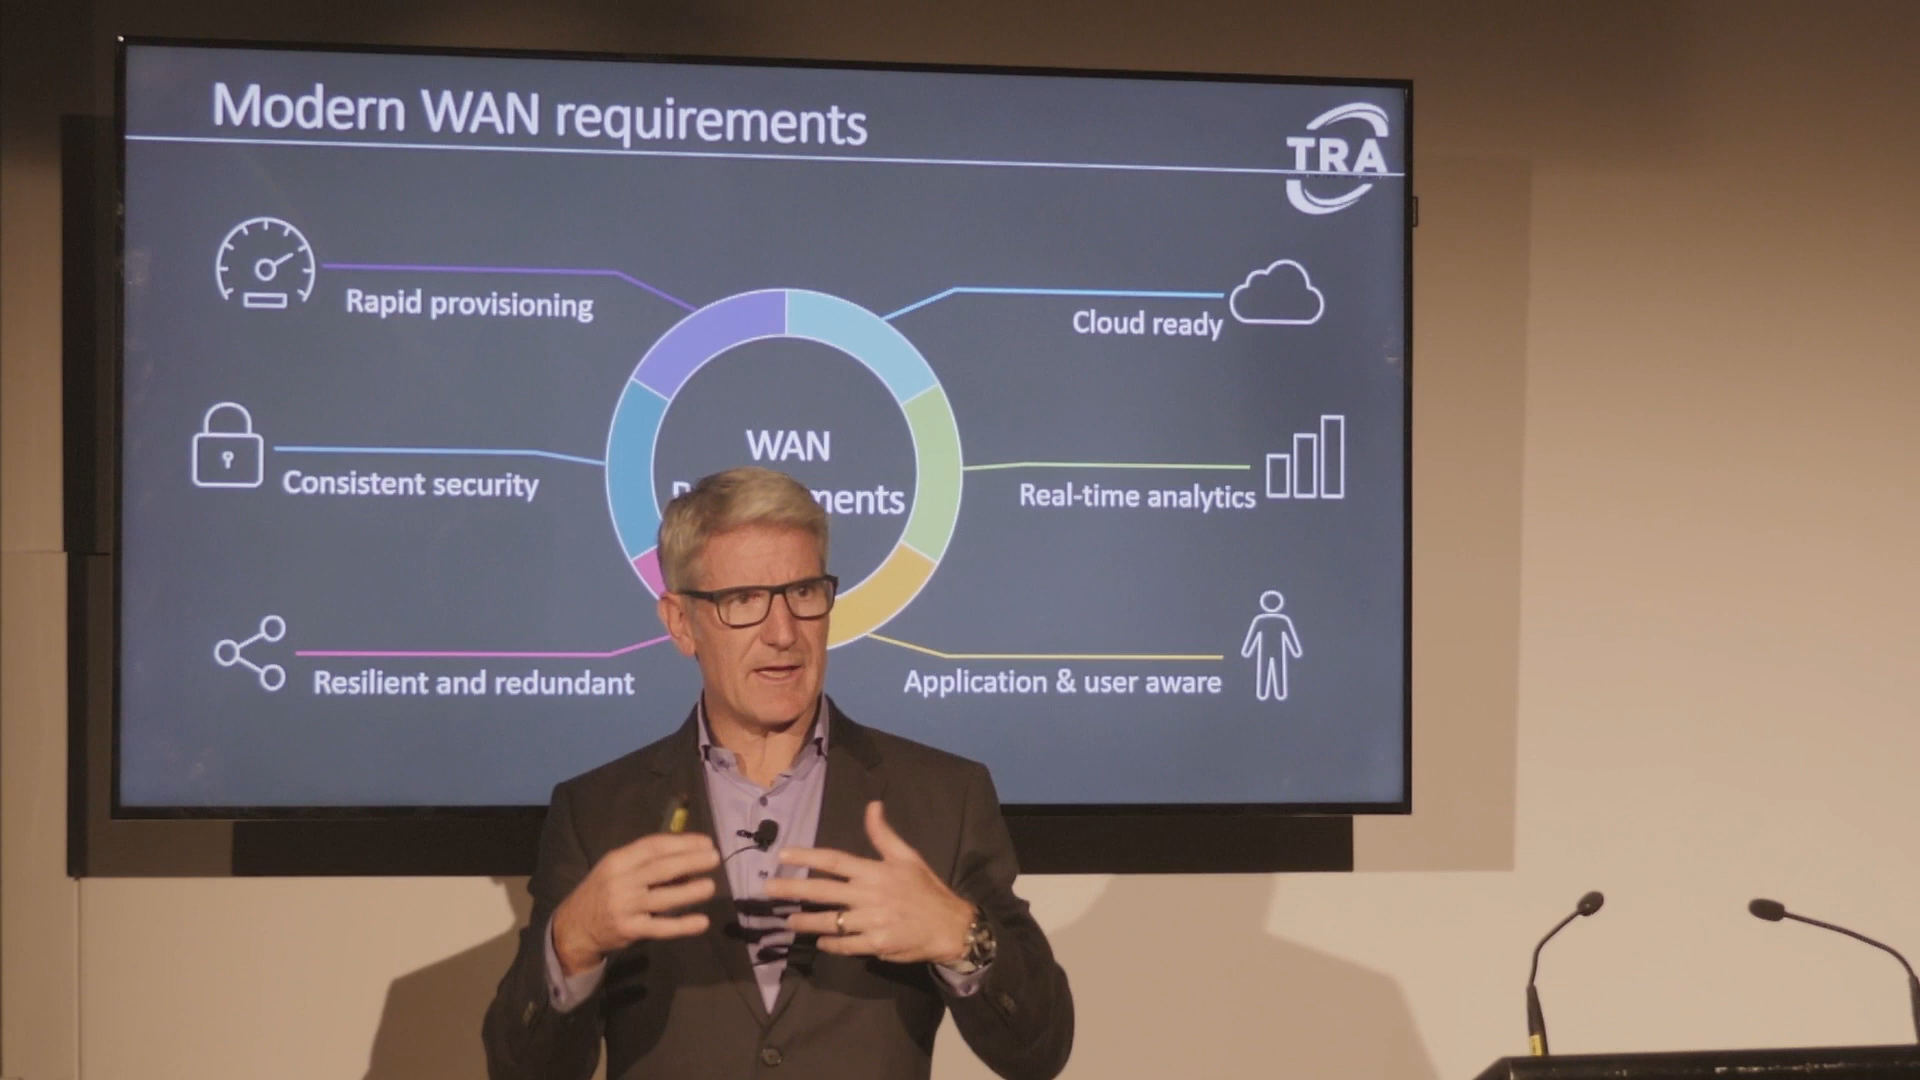 Modern WAN requirements
TRA
Rapid provisioning
Cloud ready
WAN
Consistent security
Real-time analytics
Resilient and redundant
Application & user aware